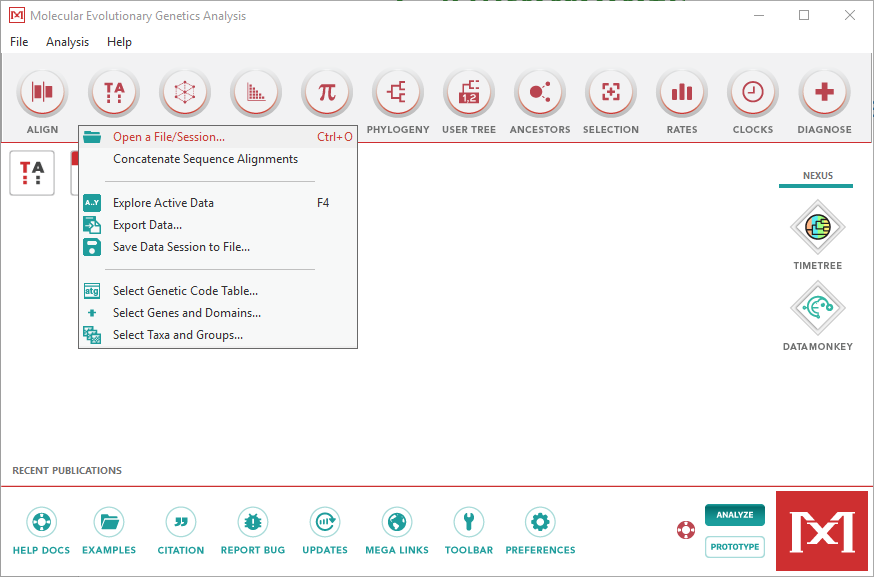 Molecular Evolutionary Genetics Analysis
File Analysis Help
TA π 1 2
ALIGN PHYLOGENY USER TREE ANCESTORS SELECTION RATES CLOCKS DIAGNOSE
Open a File/Session... Ctrl+O
Concatenate Sequence Alignments
A..Y Explore Active Data F4
Export Data...
Save Data Session to File...
atg Select Genetic Code Table...
Select Genes and Domains...
Select Taxa and Groups...
TA
NEXUS
TIMETREE
DATAMONKEY
RECENT PUBLICATIONS
HELP DOCS EXAMPLES CITATION REPORT BUG UPDATES MEGA LINKS TOOLBAR PREFERENCES
ANALYZE
PROTOTYPE
M